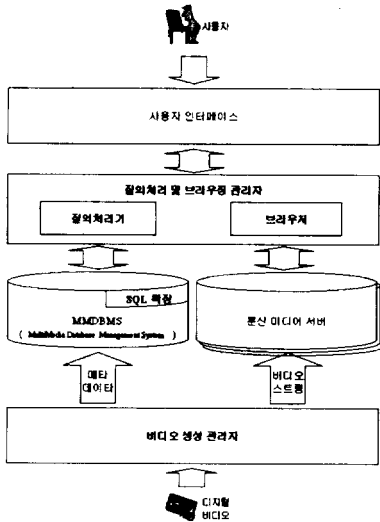 사용자
사용자 인터페이스
질의처리 및 브라우징 관리자
질의처리기
브라우저
SQL 확장
MMDBMS
( MultiMedia Database Management System )
분산 미디어 서버
메타
데이타
비디오
스트림
비디오 생성 관리자
디지털
비디오